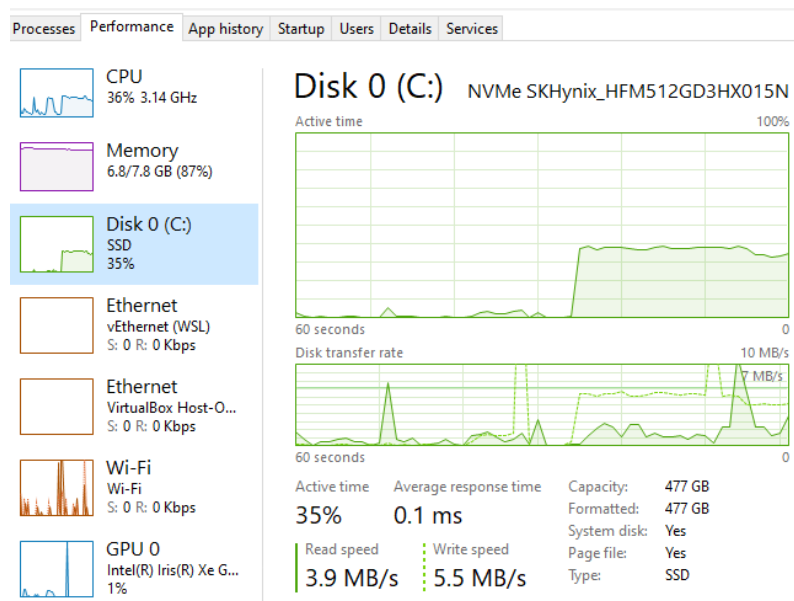 Processes Performance App history Startup Users Details Services
CPU
36% 3.14 GHz
Memory
6.8/7.8 GB (87%)
Disk 0 (C:)
SSD
35%
Ethernet
vEthernet (WSL)
S: 0 R: 0 Kbps
Ethernet
VirtualBox Host-O...
S: 0 R: 0 Kbps
Wi-Fi
Wi-Fi
S: 0 R: 0 Kbps
GPU 0
Intel(R) Iris(R) Xe G...
1%
Disk 0 (C:) NVMe SKHynix_HFM512GD3HX015N
Active time 100%
60 seconds 0
Disk transfer rate 10 MB/s
7 MB/s
60 seconds 0
Active time Average response time
35% 0.1 ms
Read speed Write speed
3.9 MB/s 5.5 MB/s
Capacity: 477 GB
Formatted: 477 GB
System disk: Yes
Page file: Yes
Type: SSD